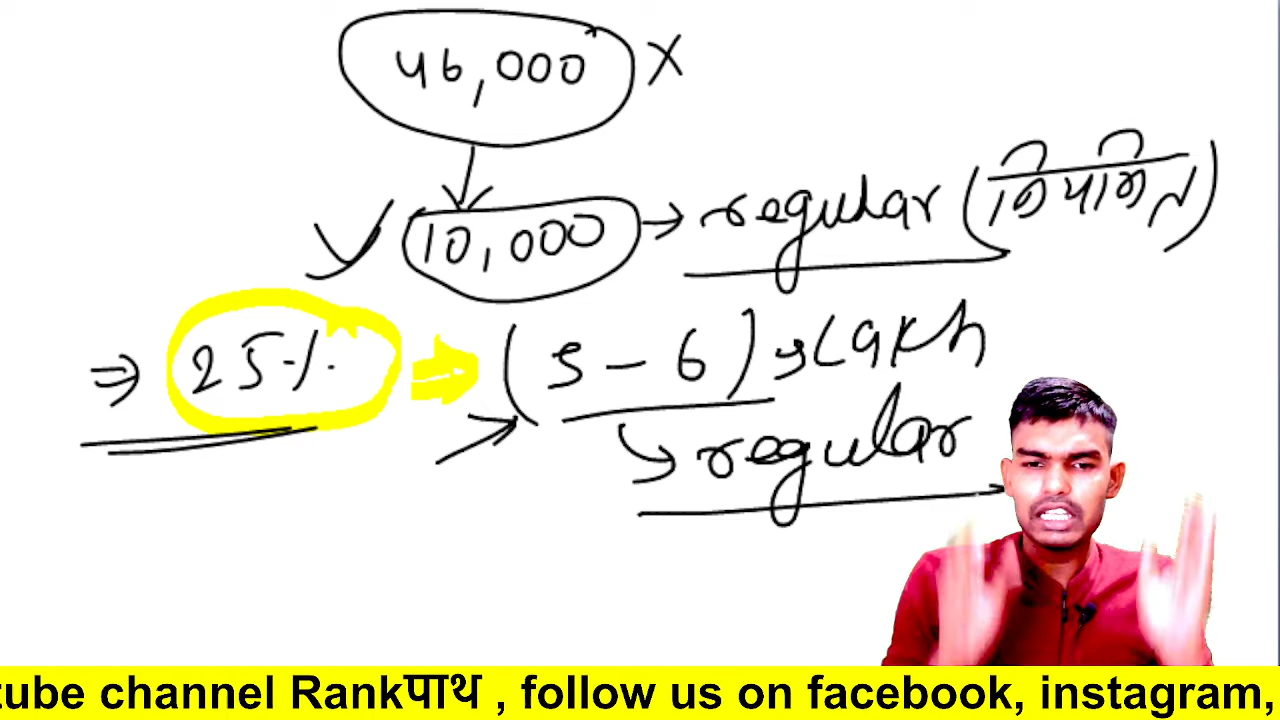 46,000 X
10,000 → regular (नियमित)
⇒ 25% ⇒ (5 - 6) → Lakh
↳ regular
tube channel Rankपाथ , follow us on facebook, instagram,